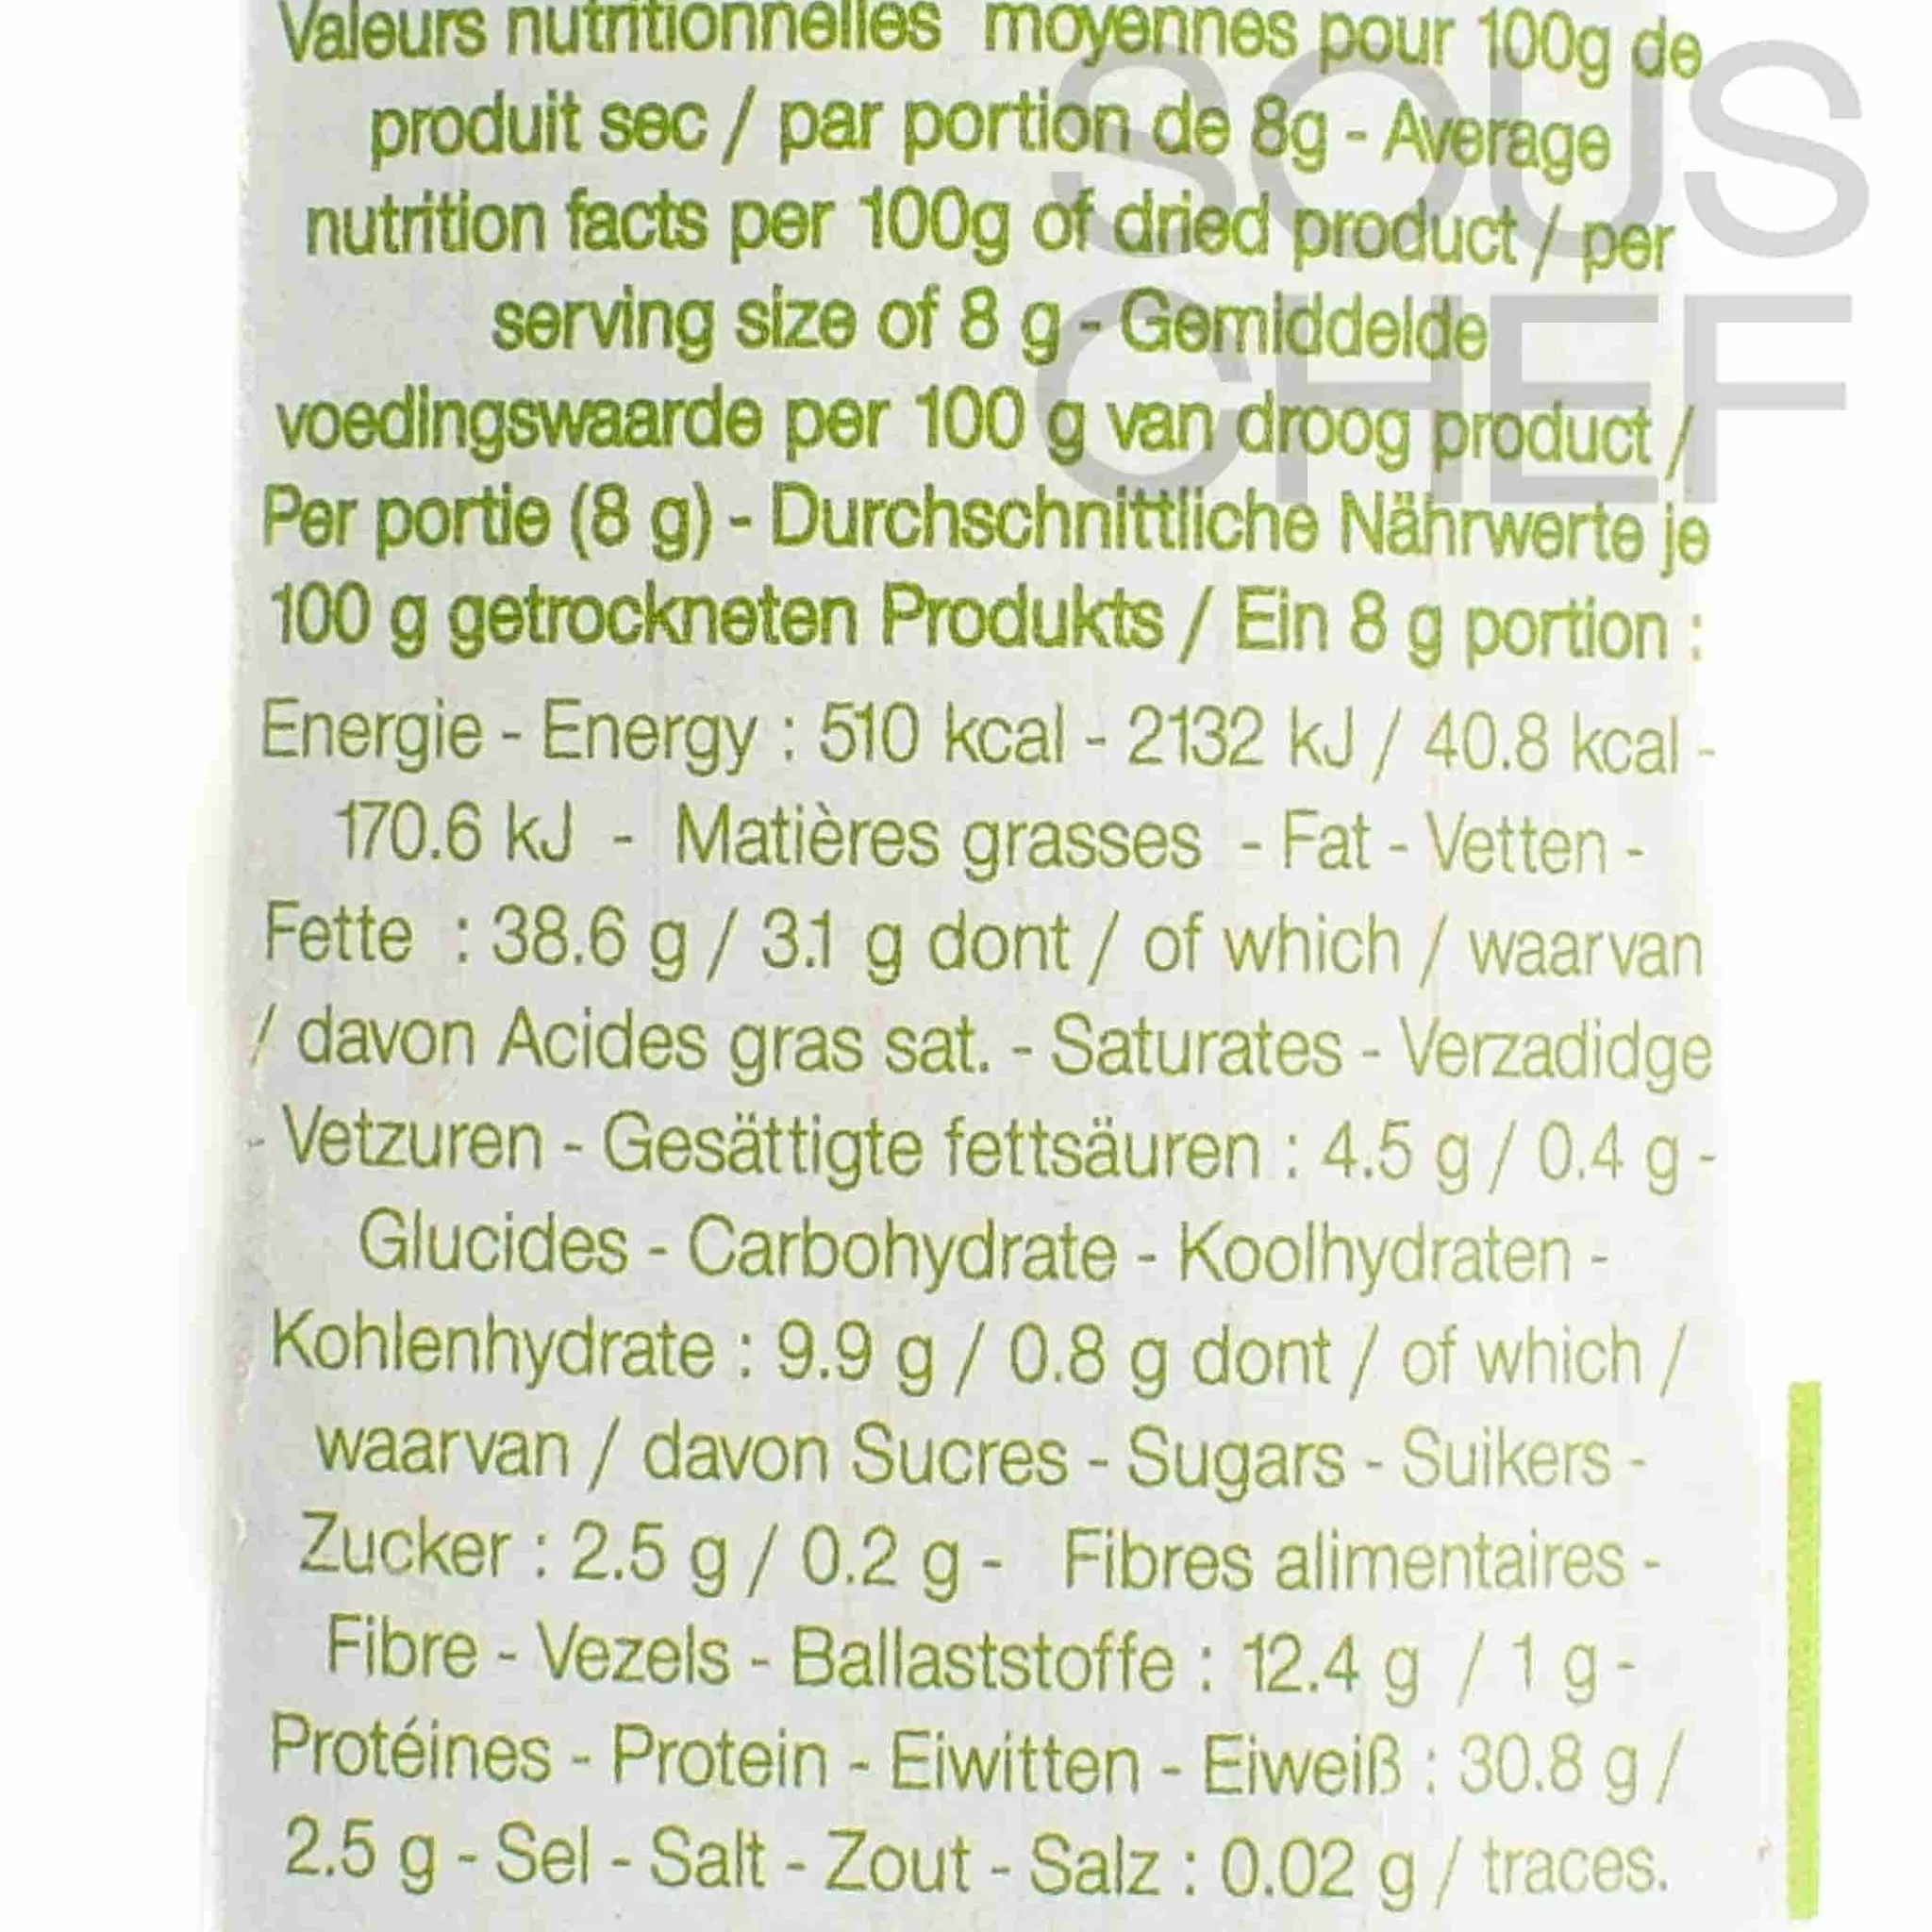 Valeurs nutritionnelles moyennes pour 100g de
produit sec / par portion de 8g - Average
nutrition facts per 100g of dried product / per
serving size of 8 g - Gemiddelde
voedingswaarde per 100 g van droog product /
Per portie (8 g) - Durchschnittliche Nährwerte je
100 g getrockneten Produkts / Ein 8 g portion :
Energie - Energy : 510 kcal - 2132 kJ / 40.8 kcal -
170.6 kJ - Matières grasses - Fat - Vetten -
Fette : 38.6 g / 3.1 g dont / of which / waarvan
/ davon Acides gras sat. - Saturates - Verzadidge
- Vetzuren - Gesättigte fettsäuren : 4.5 g / 0.4 g -
Glucides - Carbohydrate - Koolhydraten -
Kohlenhydrate : 9.9 g / 0.8 g dont / of which /
waarvan / davon Sucres - Sugars - Suikers -
Zucker : 2.5 g / 0.2 g - Fibres alimentaires -
Fibre - Vezels - Ballaststoffe : 12.4 g / 1 g -
Protéines - Protein - Eiwitten - Eiweiß : 30.8 g /
2.5 g - Sel - Salt - Zout - Salz : 0.02 g / traces.
SOUS
CHEF